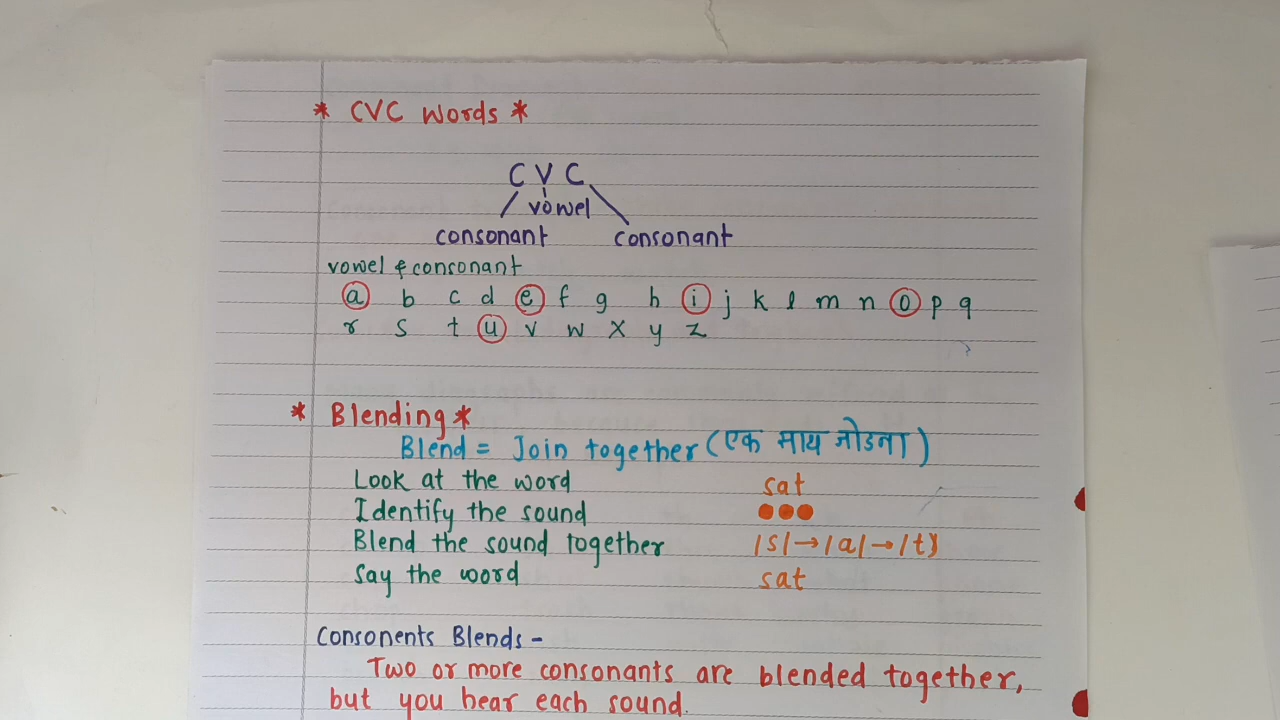 * CVC Words *
C V C
vowel
consonant consonant
vowel & consonant
a b c d e f g h i j k l m n o p q
r s t u v w x y z
* Blending *
Blend = Join together (एक साथ जोडना)
Look at the word sat
Identify the sound
Blend the sound together /s/→/a/→/t/
Say the word sat
Consonents Blends -
Two or more consonants are blended together,
but you hear each sound.